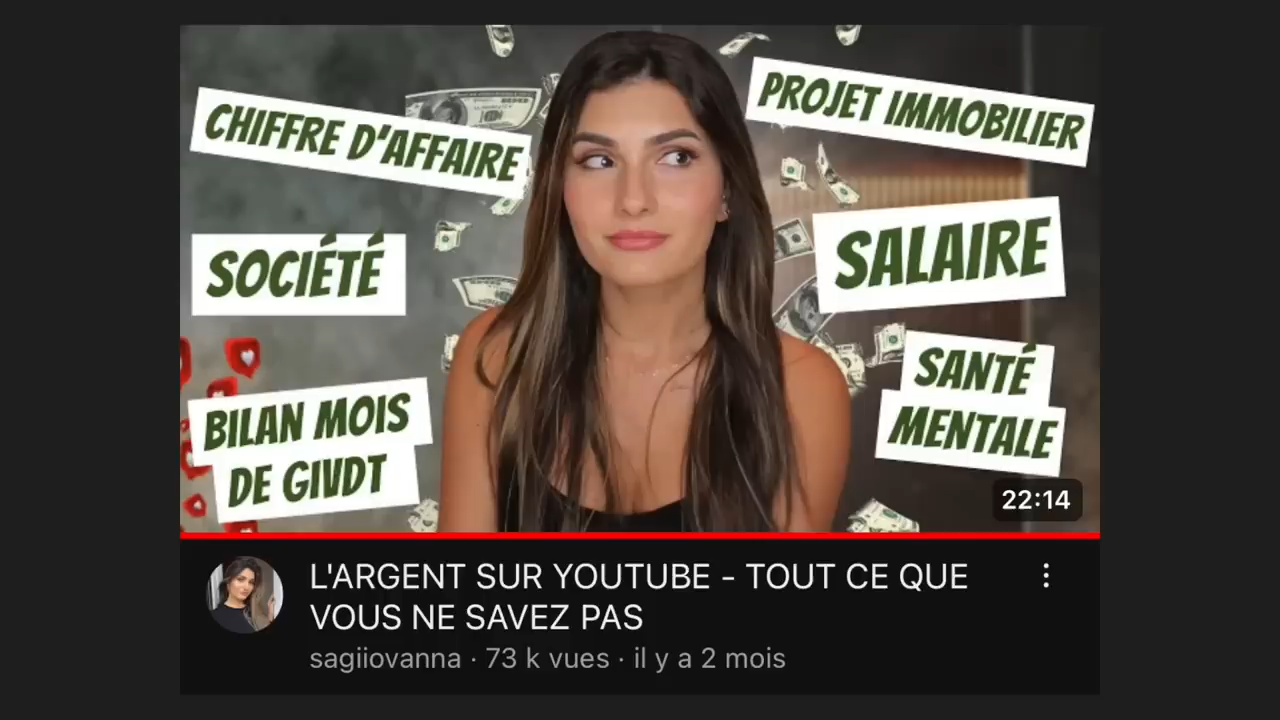 CHIFFRE D'AFFAIRE
PROJET IMMOBILIER
SOCIÉTÉ
SALAIRE
BILAN MOIS
DE GIVDT
SANTÉ
MENTALE
22:14
L'ARGENT SUR YOUTUBE - TOUT CE QUE
VOUS NE SAVEZ PAS
sagiiovanna · 73 k vues · il y a 2 mois